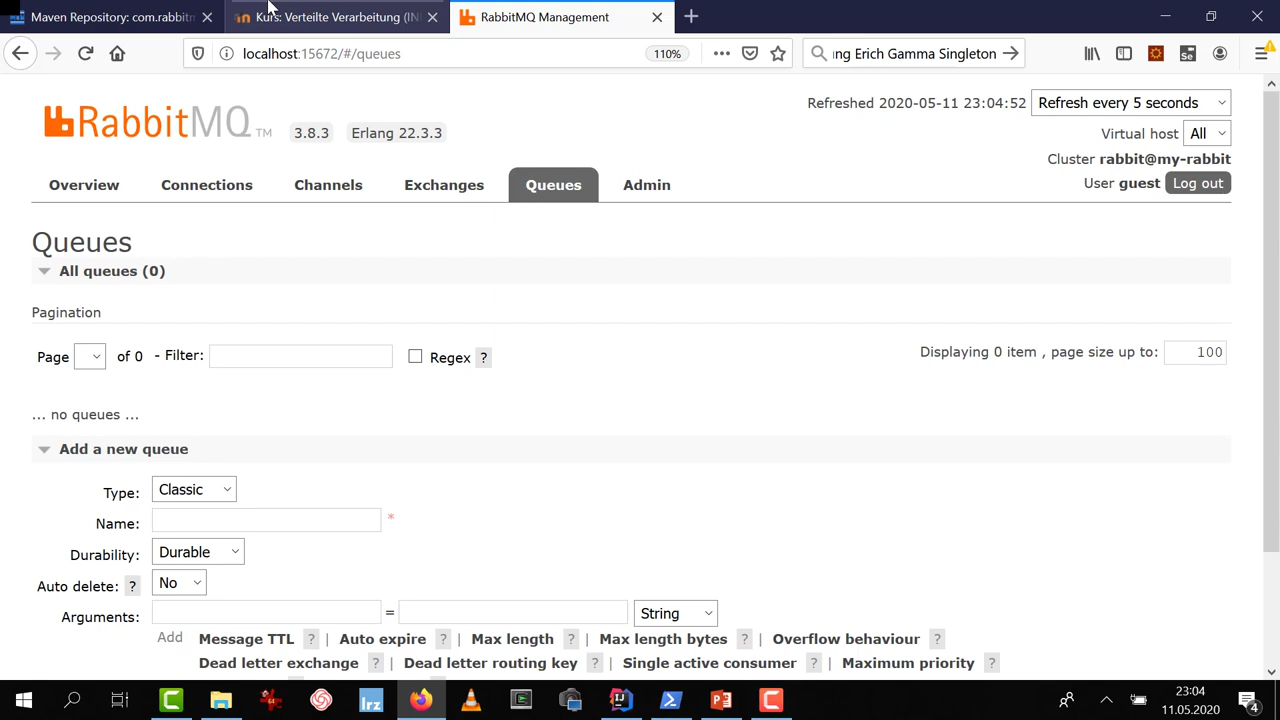 Maven Repository: com.rabbitm
Kurs: Verteilte Verarbeitung (IN
RabbitMQ Management
localhost:15672/#/queues
110%
ung Erich Gamma Singleton
RabbitMQ TM
3.8.3
Erlang 22.3.3
Refreshed 2020-05-11 23:04:52
Refresh every 5 seconds
Virtual host All
Cluster rabbit@my-rabbit
User guest Log out
Overview Connections Channels Exchanges Queues Admin
Queues
All queues (0)
Pagination
Page of 0 - Filter: Regex ?
Displaying 0 item , page size up to: 100
... no queues ...
Add a new queue
Type: Classic
Name: *
Durability: Durable
Auto delete: ? No
Arguments: = String
Add Message TTL ? | Auto expire ? | Max length ? | Max length bytes ? | Overflow behaviour ?
Dead letter exchange ? | Dead letter routing key ? | Single active consumer ? | Maximum priority ?
lrz
23:04
11.05.2020
4